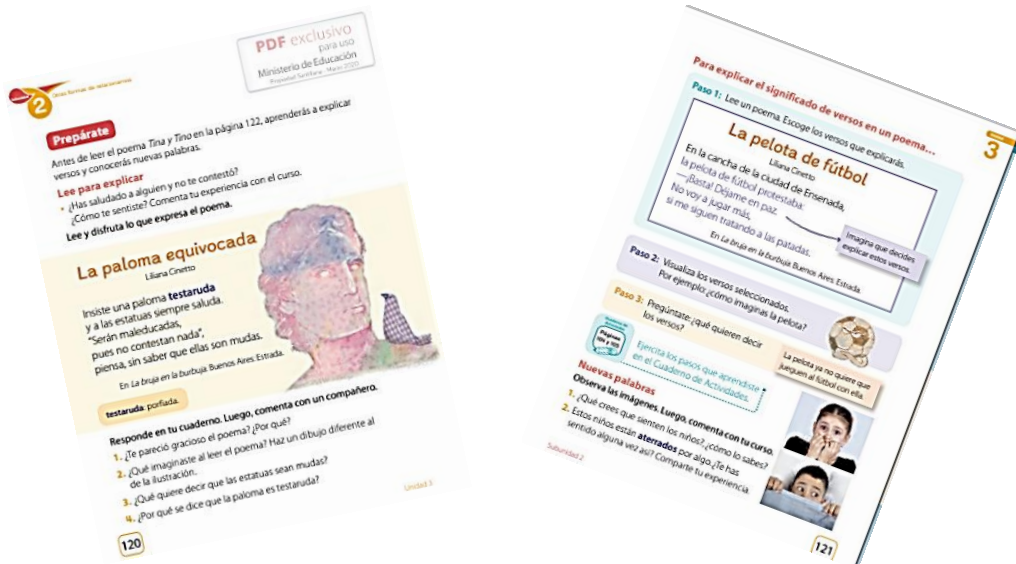 PDF exclusivo
para uso
Ministerio de Educación
Propiedad Santillana - Marzo 2020
2
Otras formas de relacionarnos
Prepárate
Antes de leer el poema Tina y Tino en la página 122, aprenderás a explicar
versos y conocerás nuevas palabras.
Lee para explicar
• ¿Has saludado a alguien y no te contestó?
¿Cómo te sentiste? Comenta tu experiencia con el curso.
Lee y disfruta lo que expresa el poema.
La paloma equivocada
Liliana Cinetto
Insiste una paloma testaruda
y a las estatuas siempre saluda.
"Serán maleducadas,
pues no contestan nada",
piensa, sin saber que ellas son mudas.
En La bruja en la burbuja. Buenos Aires: Estrada.
testaruda: porfiada.
Responde en tu cuaderno. Luego, comenta con un compañero.
1. ¿Te pareció gracioso el poema? ¿Por qué?
2. ¿Qué imaginaste al leer el poema? Haz un dibujo diferente al
de la ilustración.
3. ¿Qué quiere decir que las estatuas sean mudas?
4. ¿Por qué se dice que la paloma es testaruda?
Unidad 3
120
Para explicar el significado de versos en un poema...
3
Paso 1: Lee un poema. Escoge los versos que explicarás.
La pelota de fútbol
Liliana Cinetto
En la cancha de la ciudad de Ensenada,
la pelota de fútbol protestaba:
—¡Basta! Déjame en paz.
No voy a jugar más,
si me siguen tratando a las patadas.
En La bruja en la burbuja. Buenos Aires: Estrada.
Imagina que decides
explicar estos versos.
Paso 2: Visualiza los versos seleccionados.
Por ejemplo: ¿cómo imaginas la pelota?
Paso 3: Pregúntate: ¿qué quieren decir
los versos?
La pelota ya no quiere que
jueguen al fútbol con ella.
Páginas
104 y 105
Ejercita los pasos que aprendiste
en el Cuaderno de Actividades.
Nuevas palabras
Observa las imágenes. Luego, comenta con tu curso.
1. ¿Qué crees que sienten los niños?, ¿cómo lo sabes?
2. Estos niños están aterrados por algo. ¿Te has
sentido alguna vez así? Comparte tu experiencia.
Subunidad 2
121